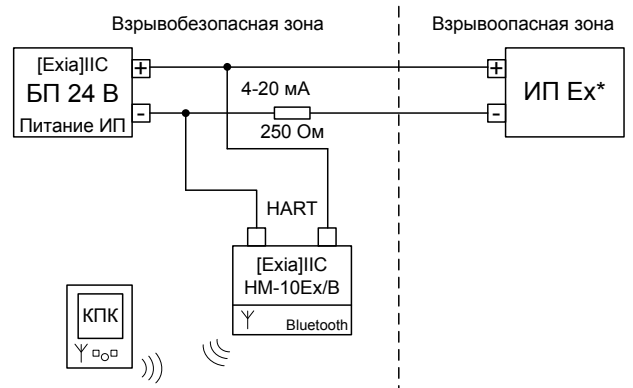 Взрывобезопасная зона
Взрывоопасная зона
[Exia]IIC
БП 24 В
Питание ИП
+
-
4-20 мА
250 Ом
+
-
ИП Ex*
HART
[Exia]IIC
HM-10Ex/B
Bluetooth
КПК